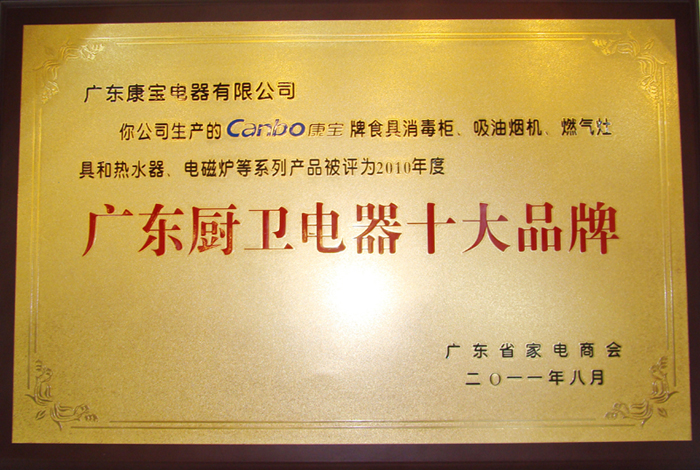 广东康宝电器有限公司
你公司生产的Canbo康宝牌食具消毒柜、吸油烟机、燃气灶
具和热水器、电磁炉等系列产品被评为2010年度
广东厨卫电器十大品牌
广东省家电商会
二〇一一年八月